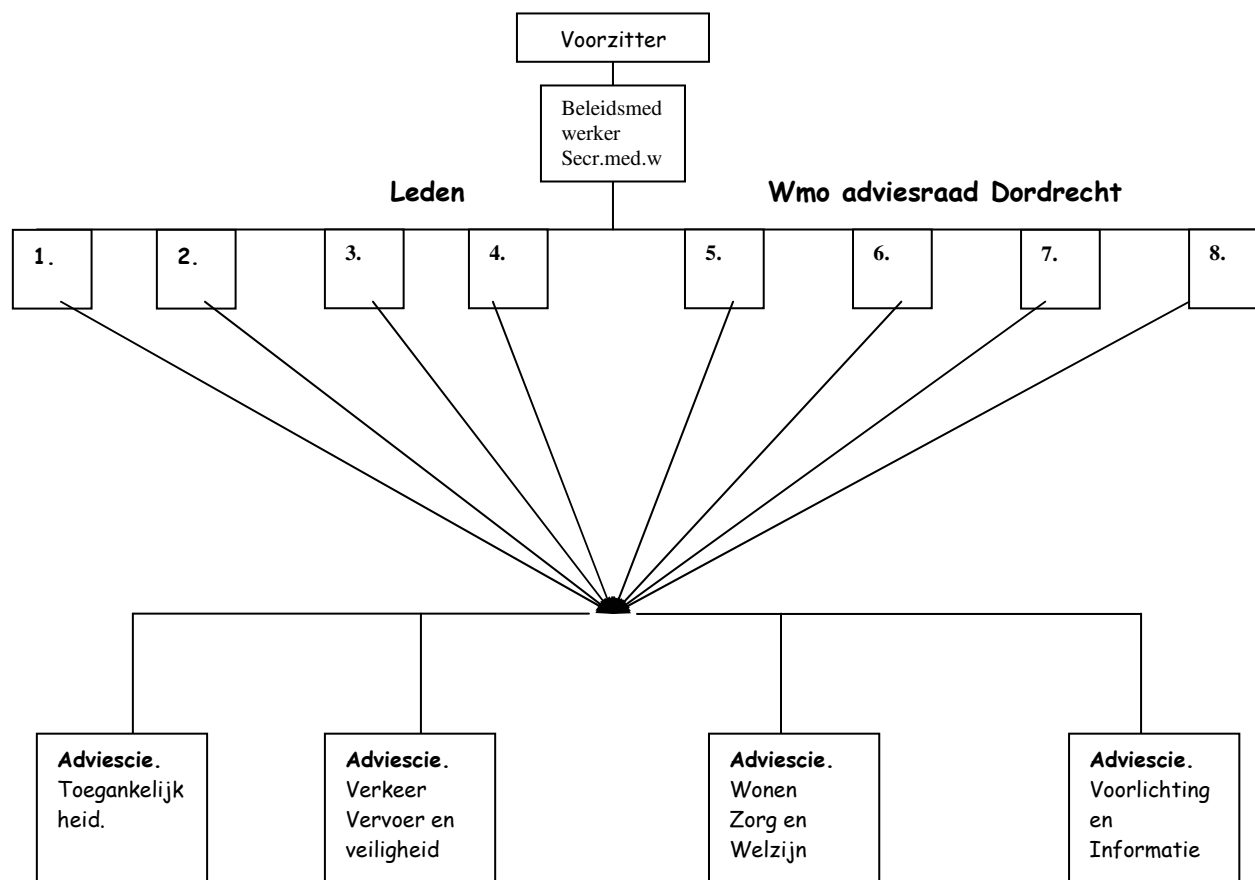 Voorzitter
Beleidsmed
werker
Secr.med.w
Leden
Wmo adviesraad Dordrecht
1.
2.
3.
4.
5.
6.
7.
8.
Adviescie.
Toegankelijk
heid.
Adviescie.
Verkeer
Vervoer en
veiligheid
Adviescie.
Wonen
Zorg en
Welzijn
Adviescie.
Voorlichting
en
Informatie